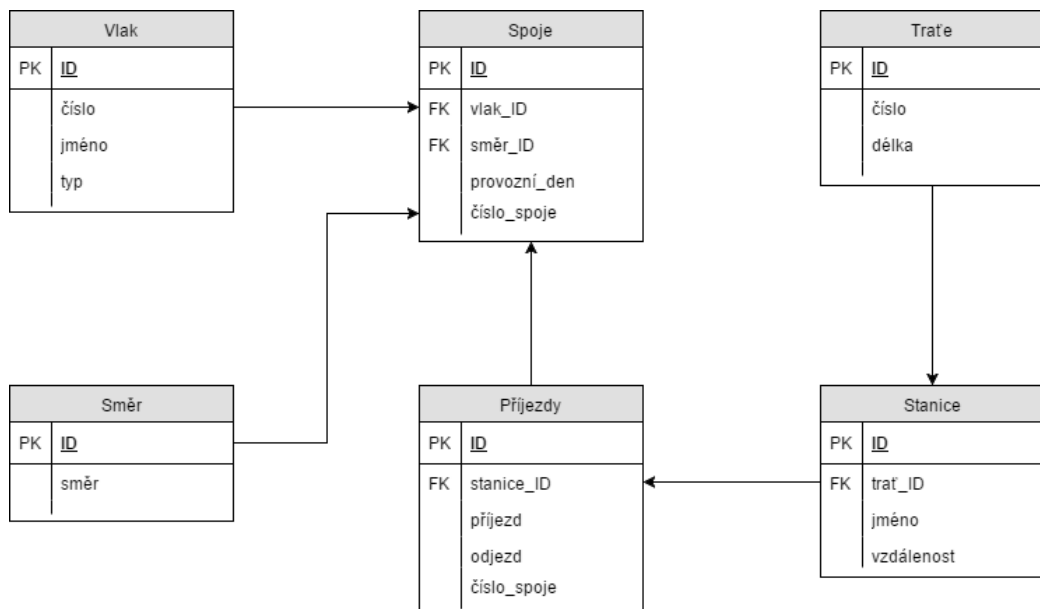 Vlak
PK ID
číslo
jméno
typ
Spoje
PK ID
FK vlak_ID
FK směr_ID
provozní_den
číslo_spoje
Traťe
PK ID
číslo
délka
Směr
PK ID
směr
Příjezdy
PK ID
FK stanice_ID
příjezd
odjezd
číslo_spoje
Stanice
PK ID
FK trať_ID
jméno
vzdálenost